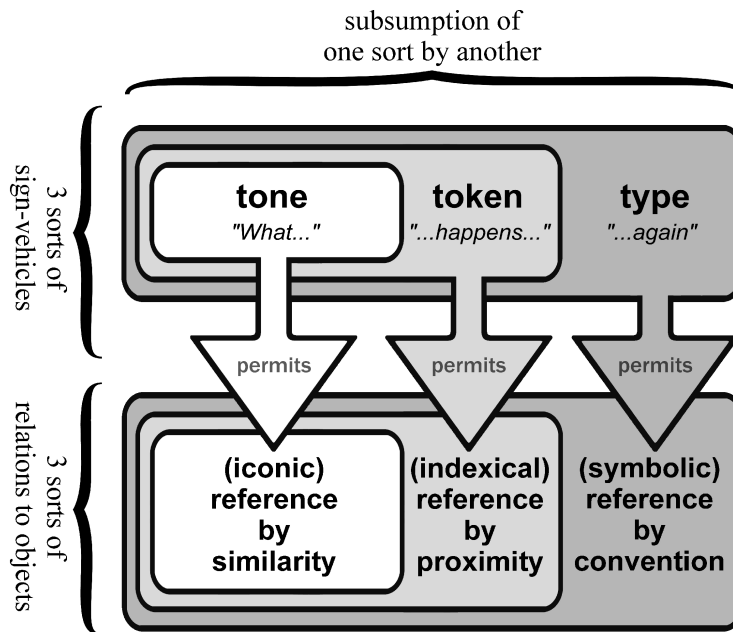 subsumption of
one sort by another
3 sorts of
sign-vehicles
tone token type
"What..." "...happens..." "...again"
permits permits permits
3 sorts of
relations to objects
(iconic) (indexical) (symbolic)
reference reference reference
by by by
similarity proximity convention